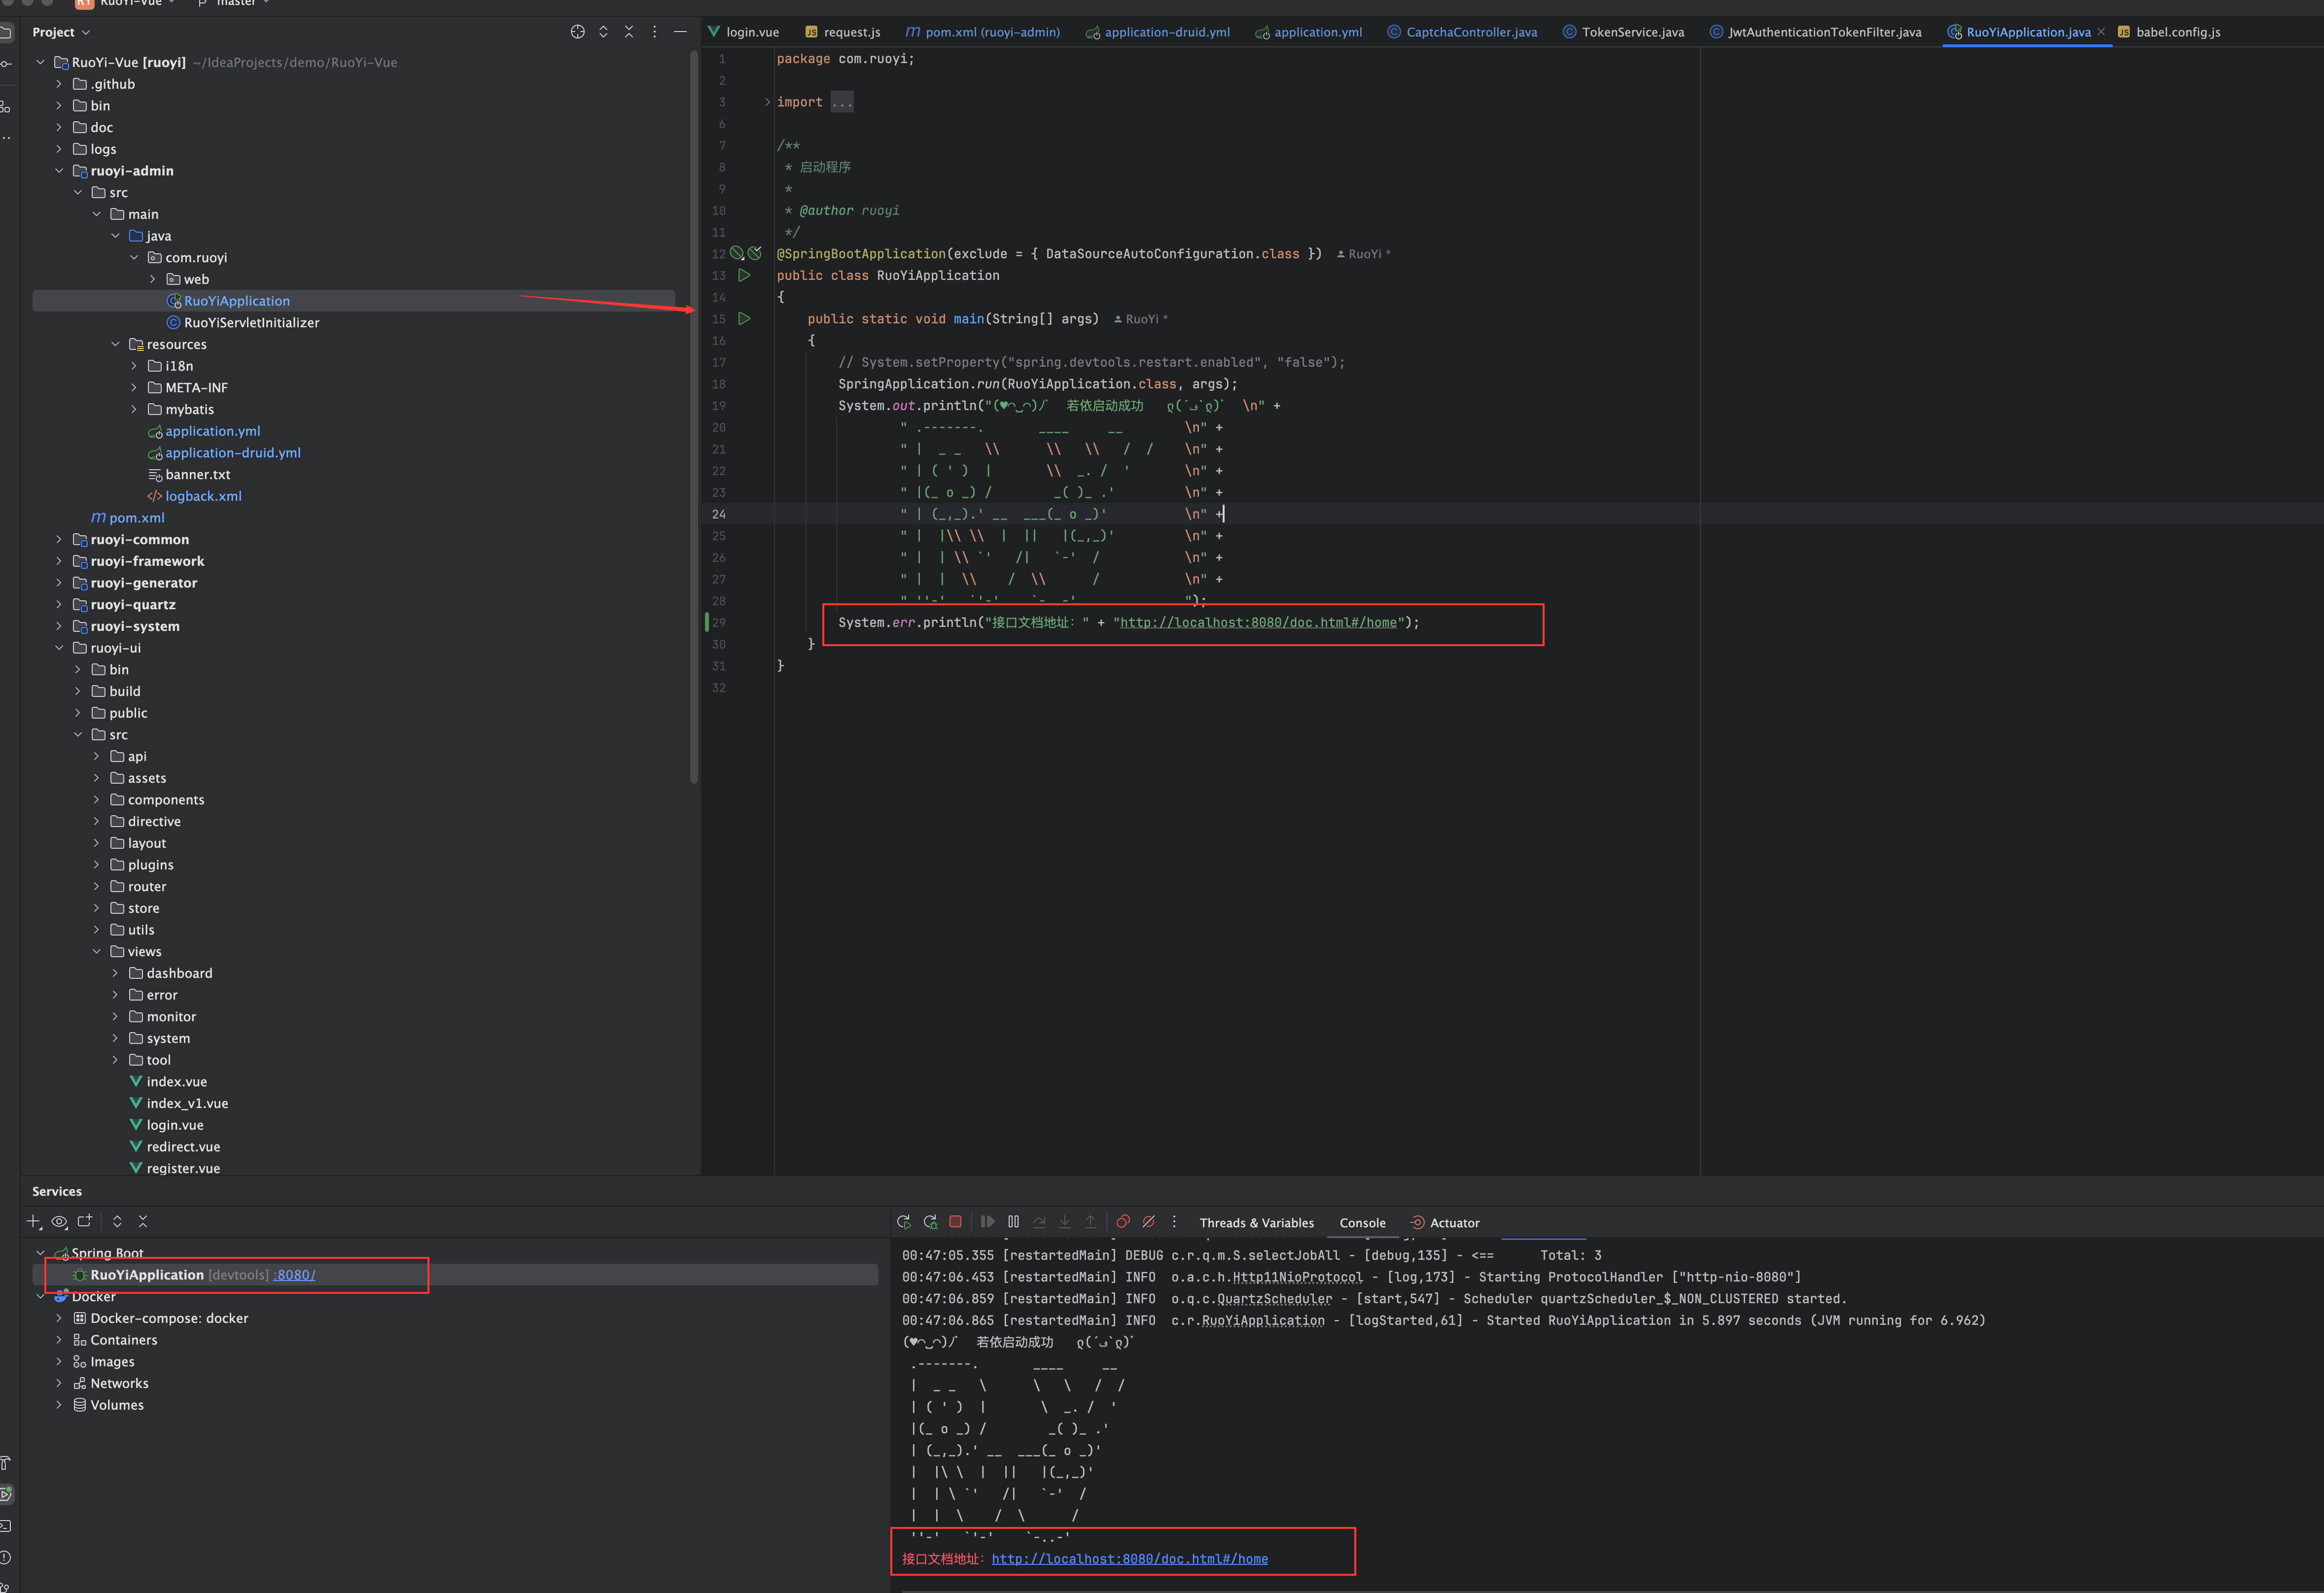 RuoYi-Vue master
Project
RuoYi-Vue [ruoyi] ~/IdeaProjects/demo/RuoYi-Vue
.github
bin
doc
logs
ruoyi-admin
src
main
java
com.ruoyi
web
RuoYiApplication
RuoYiServletInitializer
resources
i18n
META-INF
mybatis
application.yml
application-druid.yml
banner.txt
logback.xml
pom.xml
ruoyi-common
ruoyi-framework
ruoyi-generator
ruoyi-quartz
ruoyi-system
ruoyi-ui
bin
build
public
src
api
assets
components
directive
layout
plugins
router
store
utils
views
dashboard
error
monitor
system
tool
index.vue
index_v1.vue
login.vue
redirect.vue
register.vue
login.vue request.js pom.xml (ruoyi-admin) application-druid.yml application.yml CaptchaController.java TokenService.java JwtAuthenticationTokenFilter.java RuoYiApplication.java babel.config.js
1 package com.ruoyi;
2
3 import ...
6
7 /**
8 * 启动程序
9 *
10 * @author ruoyi
11 */
12 @SpringBootApplication(exclude = { DataSourceAutoConfiguration.class }) RuoYi *
13 public class RuoYiApplication
14 {
15 public static void main(String[] args) RuoYi *
16 {
17 // System.setProperty("spring.devtools.restart.enabled", "false");
18 SpringApplication.run(RuoYiApplication.class, args);
19 System.out.println("(♥◠‿◠)ノ゙  若依启动成功   ლ(´ڡ`ლ)゙  \n" +
20 " .-------.       ____     __        \n" +
21 " |  _ _   \\      \\   \\   /  /    \n" +
22 " | ( ' )  |       \\  _. /  '       \n" +
23 " |(_ o _) /        _( )_ .'         \n" +
24 " | (_,_).' __  ___(_ o _)'          \n" +
25 " |  |\\ \\  |  ||   |(_,_)'         \n" +
26 " |  | \\ `'   /|   `-'  /           \n" +
27 " |  |  \\    /  \\      /           \n" +
28 " ''-'   `'-'    `-..-'              ");
29 System.err.println("接口文档地址：" + "http://localhost:8080/doc.html#/home");
30 }
31 }
32
Services
Spring Boot
RuoYiApplication [devtools] :8080/
Docker
Docker-compose: docker
Containers
Images
Networks
Volumes
Threads & Variables Console Actuator
00:47:05.355 [restartedMain] DEBUG c.r.q.m.S.selectJobAll - [debug,135] - <==      Total: 3
00:47:06.453 [restartedMain] INFO  o.a.c.h.Http11NioProtocol - [log,173] - Starting ProtocolHandler ["http-nio-8080"]
00:47:06.859 [restartedMain] INFO  o.q.c.QuartzScheduler - [start,547] - Scheduler quartzScheduler_$_NON_CLUSTERED started.
00:47:06.865 [restartedMain] INFO  c.r.RuoYiApplication - [logStarted,61] - Started RuoYiApplication in 5.897 seconds (JVM running for 6.962)
(♥◠‿◠)ノ゙  若依启动成功   ლ(´ڡ`ლ)゙
 .-------.       ____     __
 |  _ _   \      \   \   /  /
 | ( ' )  |       \  _. /  '
 |(_ o _) /        _( )_ .'
 | (_,_).' __  ___(_ o _)'
 |  |\ \  |  ||   |(_,_)'
 |  | \ `'   /|   `-'  /
 |  |  \    /  \      /
 ''-'   `'-'    `-..-'
接口文档地址：http://localhost:8080/doc.html#/home